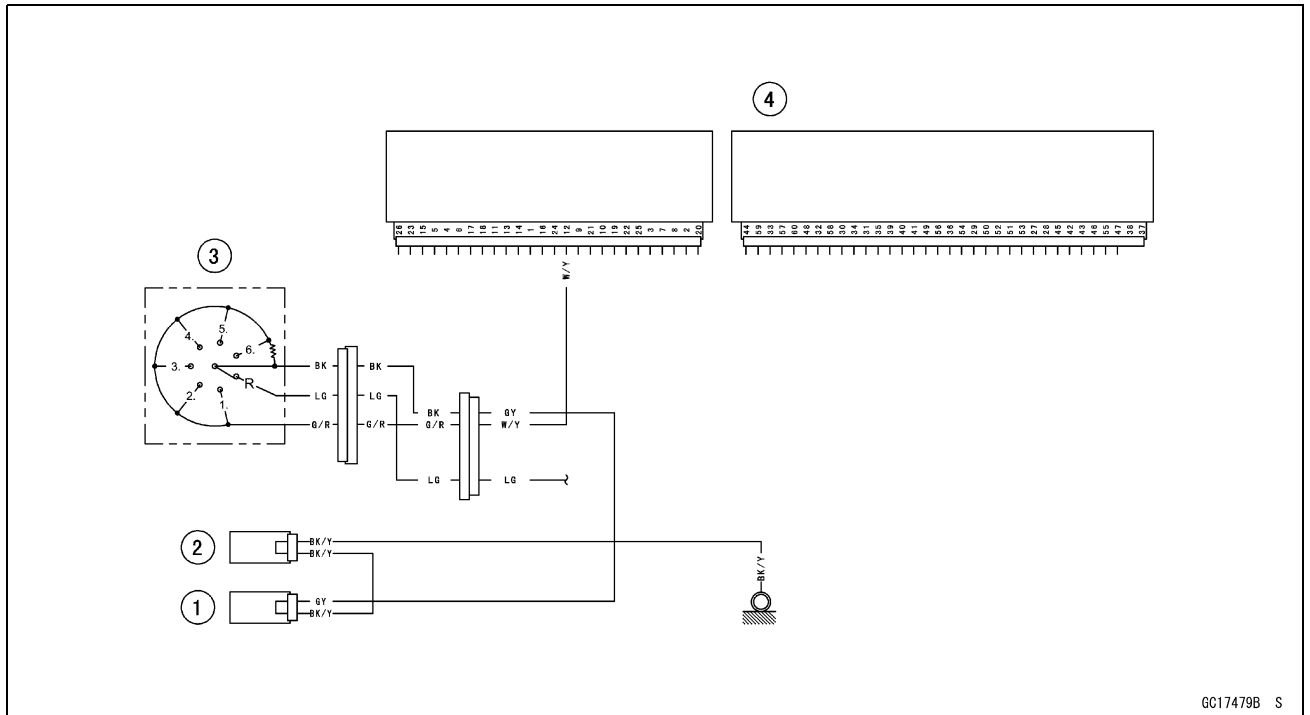 4
26 23 15 5 4 6 17 18 11 13 14 1 16 24 12 9 21 10 19 22 25 3 7 8 2 20
44 59 33 57 60 48 32 58 30 34 31 35 39 40 41 49 56 36 54 29 50 52 51 53 27 28 45 42 43 46 55 47 38 37
W/Y
3
5.
4.
6.
3.
R
2.
1.
BK BK
LG LG
G/R G/R
BK GY
G/R W/Y
LG LG
2
BK/Y
BK/Y
BK/Y
1
GY
BK/Y
GC17479B S